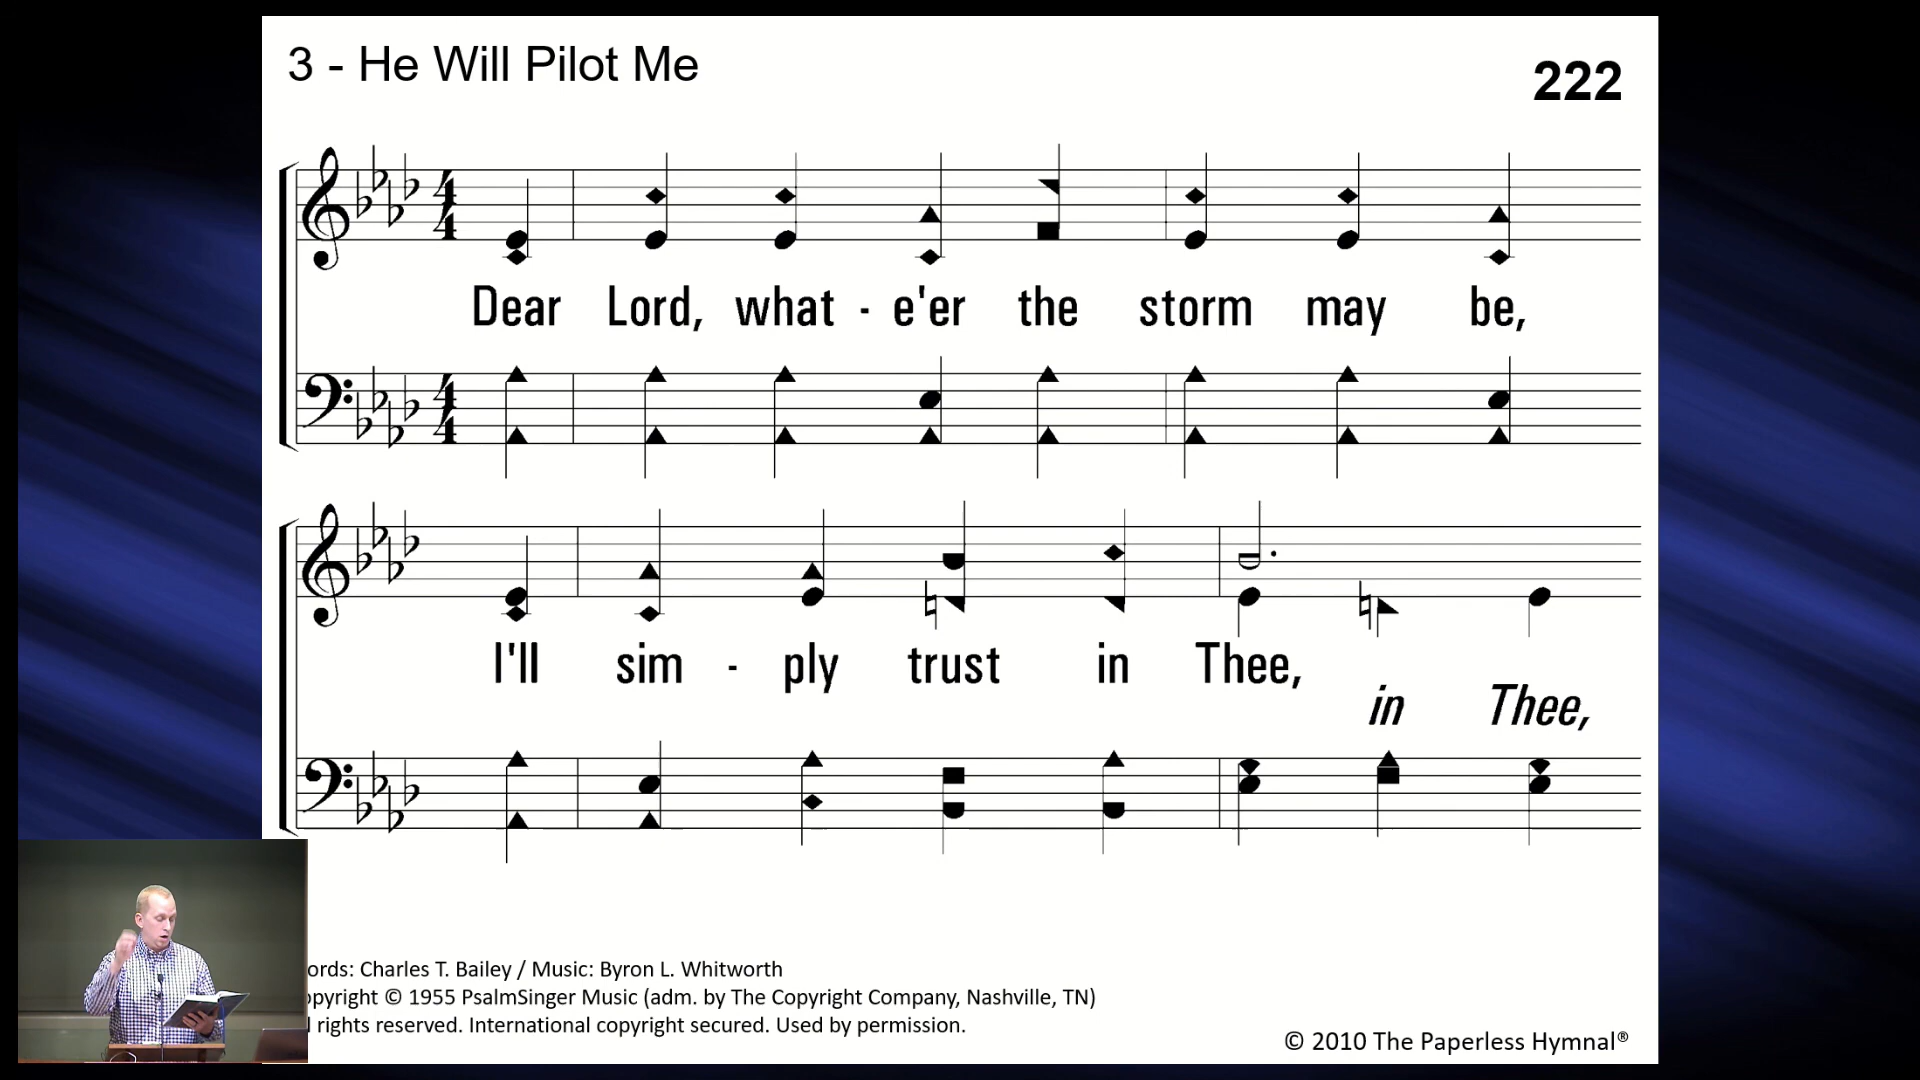 3 - He Will Pilot Me
222
Dear Lord, what - e'er the storm may be,
I'll sim - ply trust in Thee,
in Thee,
ords: Charles T. Bailey / Music: Byron L. Whitworth
opyright © 1955 PsalmSinger Music (adm. by The Copyright Company, Nashville, TN)
l rights reserved. International copyright secured. Used by permission.
© 2010 The Paperless Hymnal®